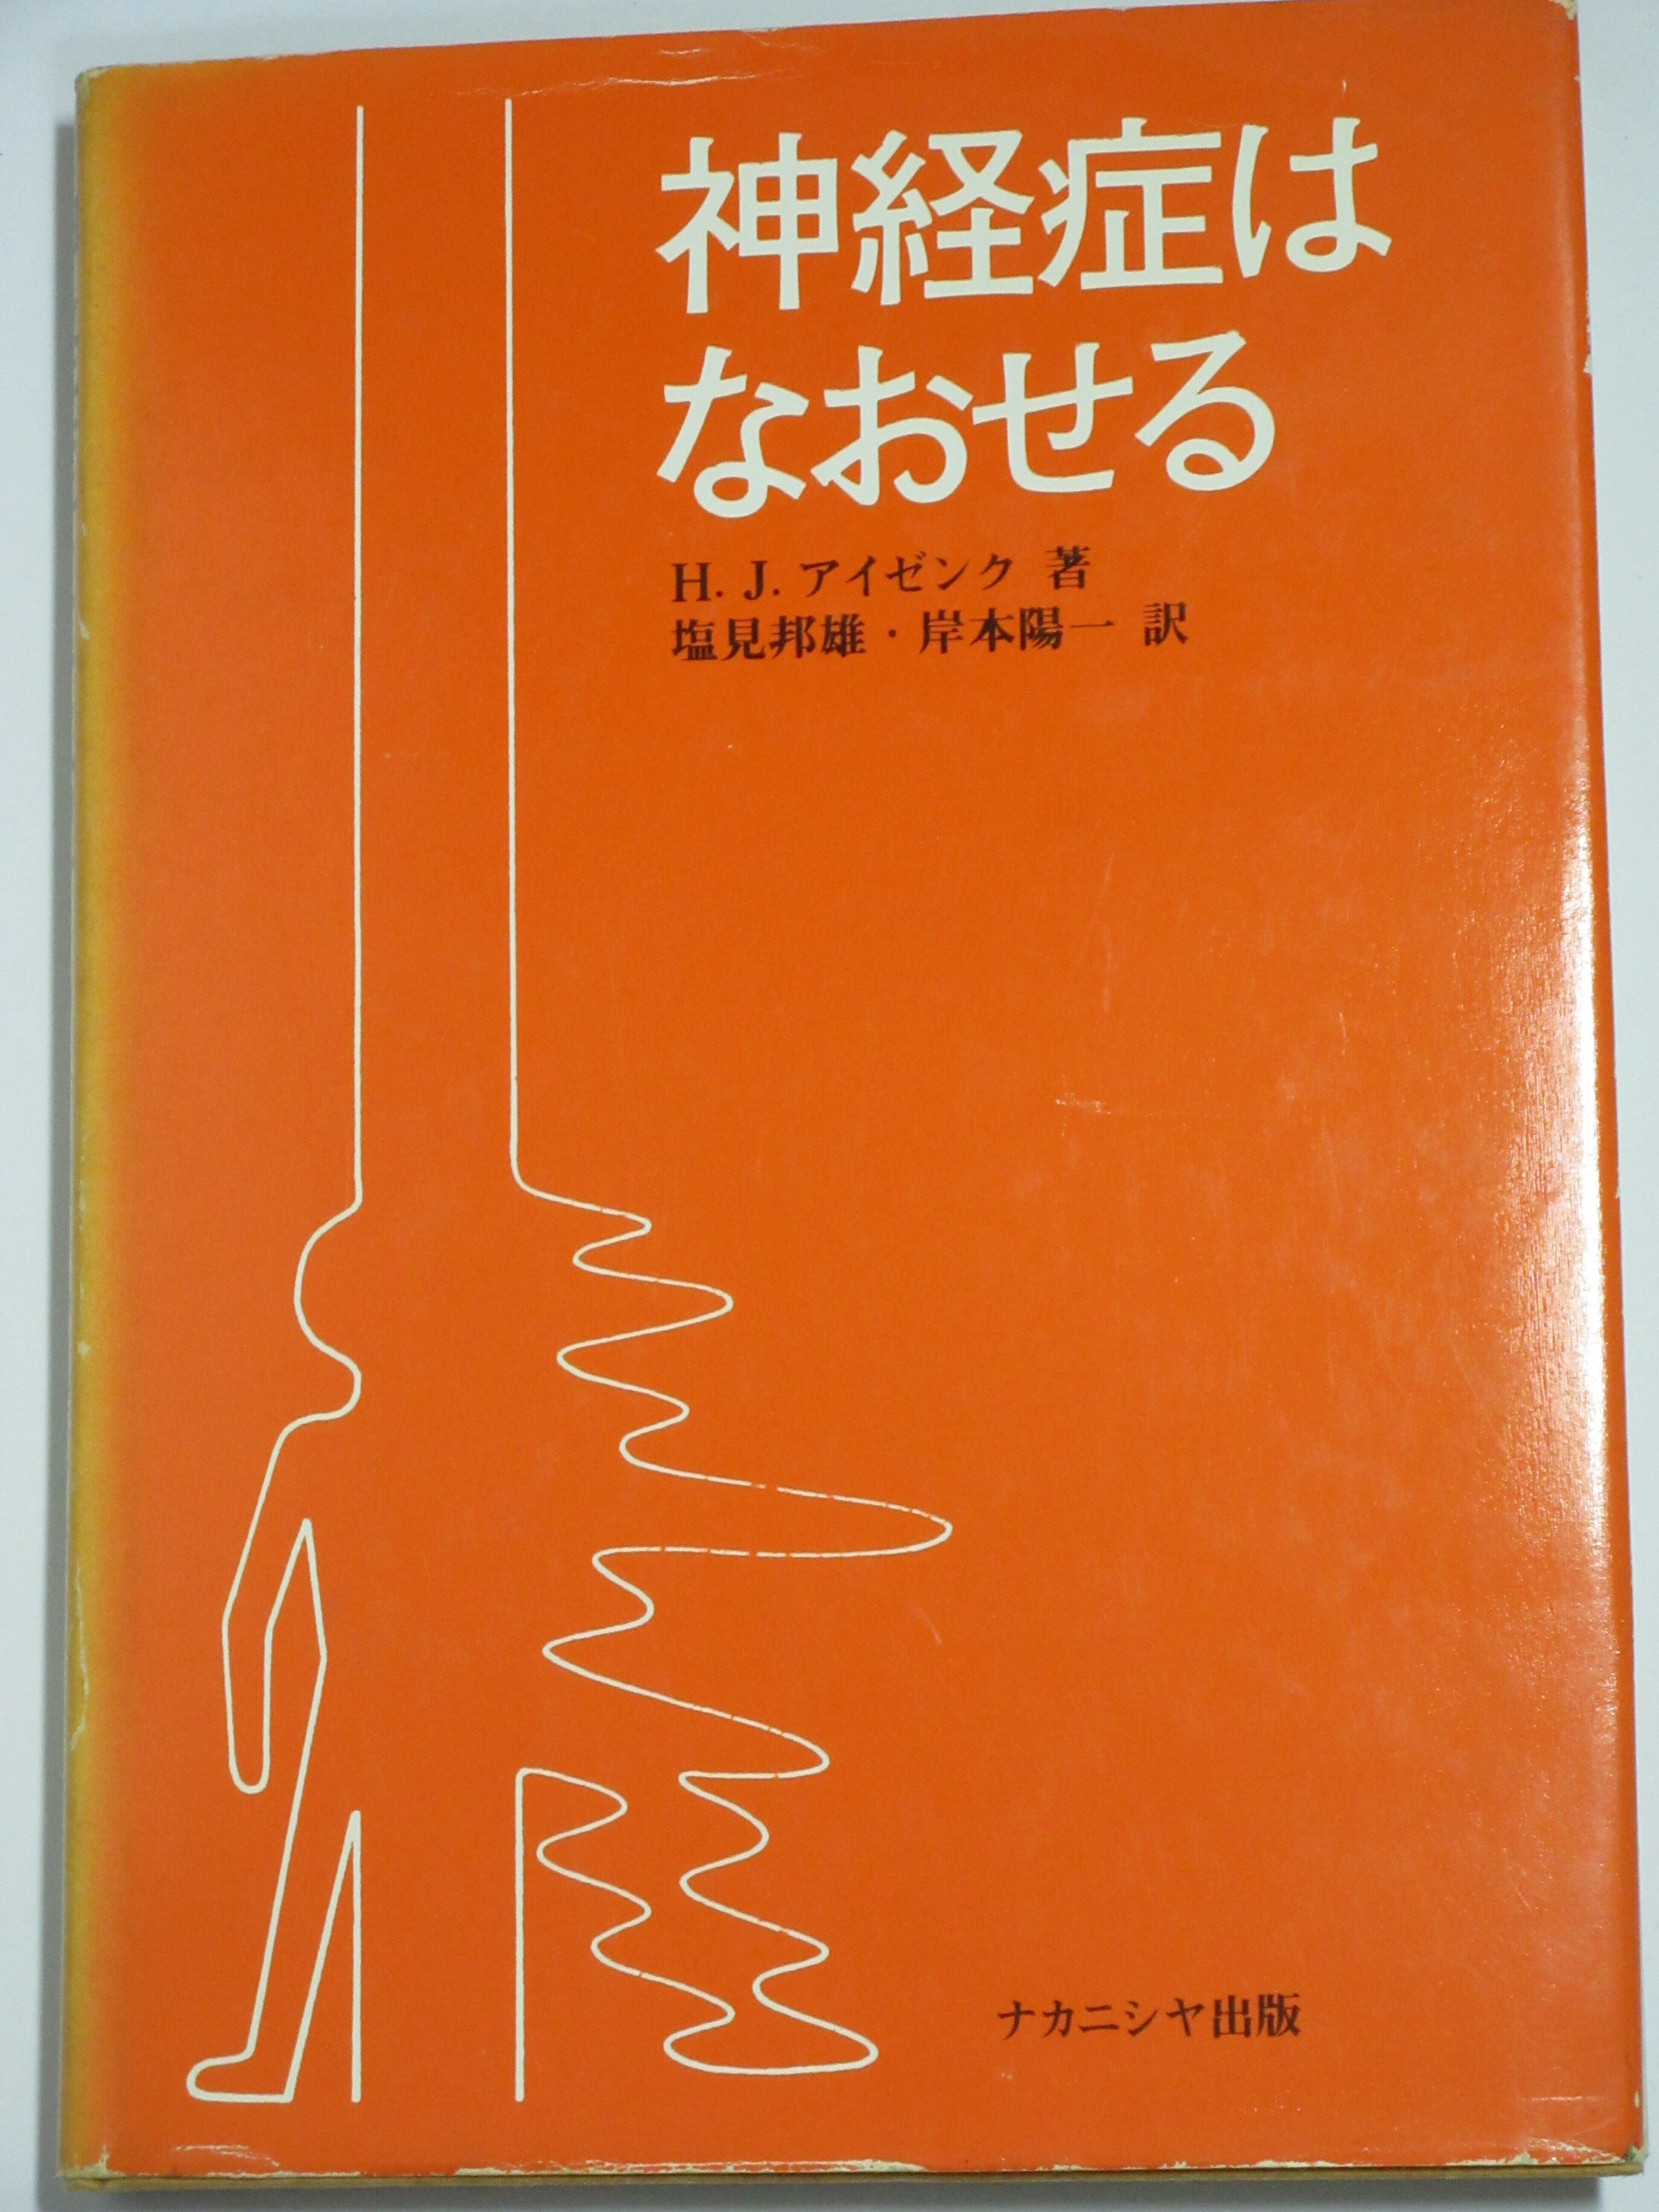 神経症は
なおせる
H. J. アイゼンク 著
塩見邦雄・岸本陽一 訳
ナカニシヤ出版